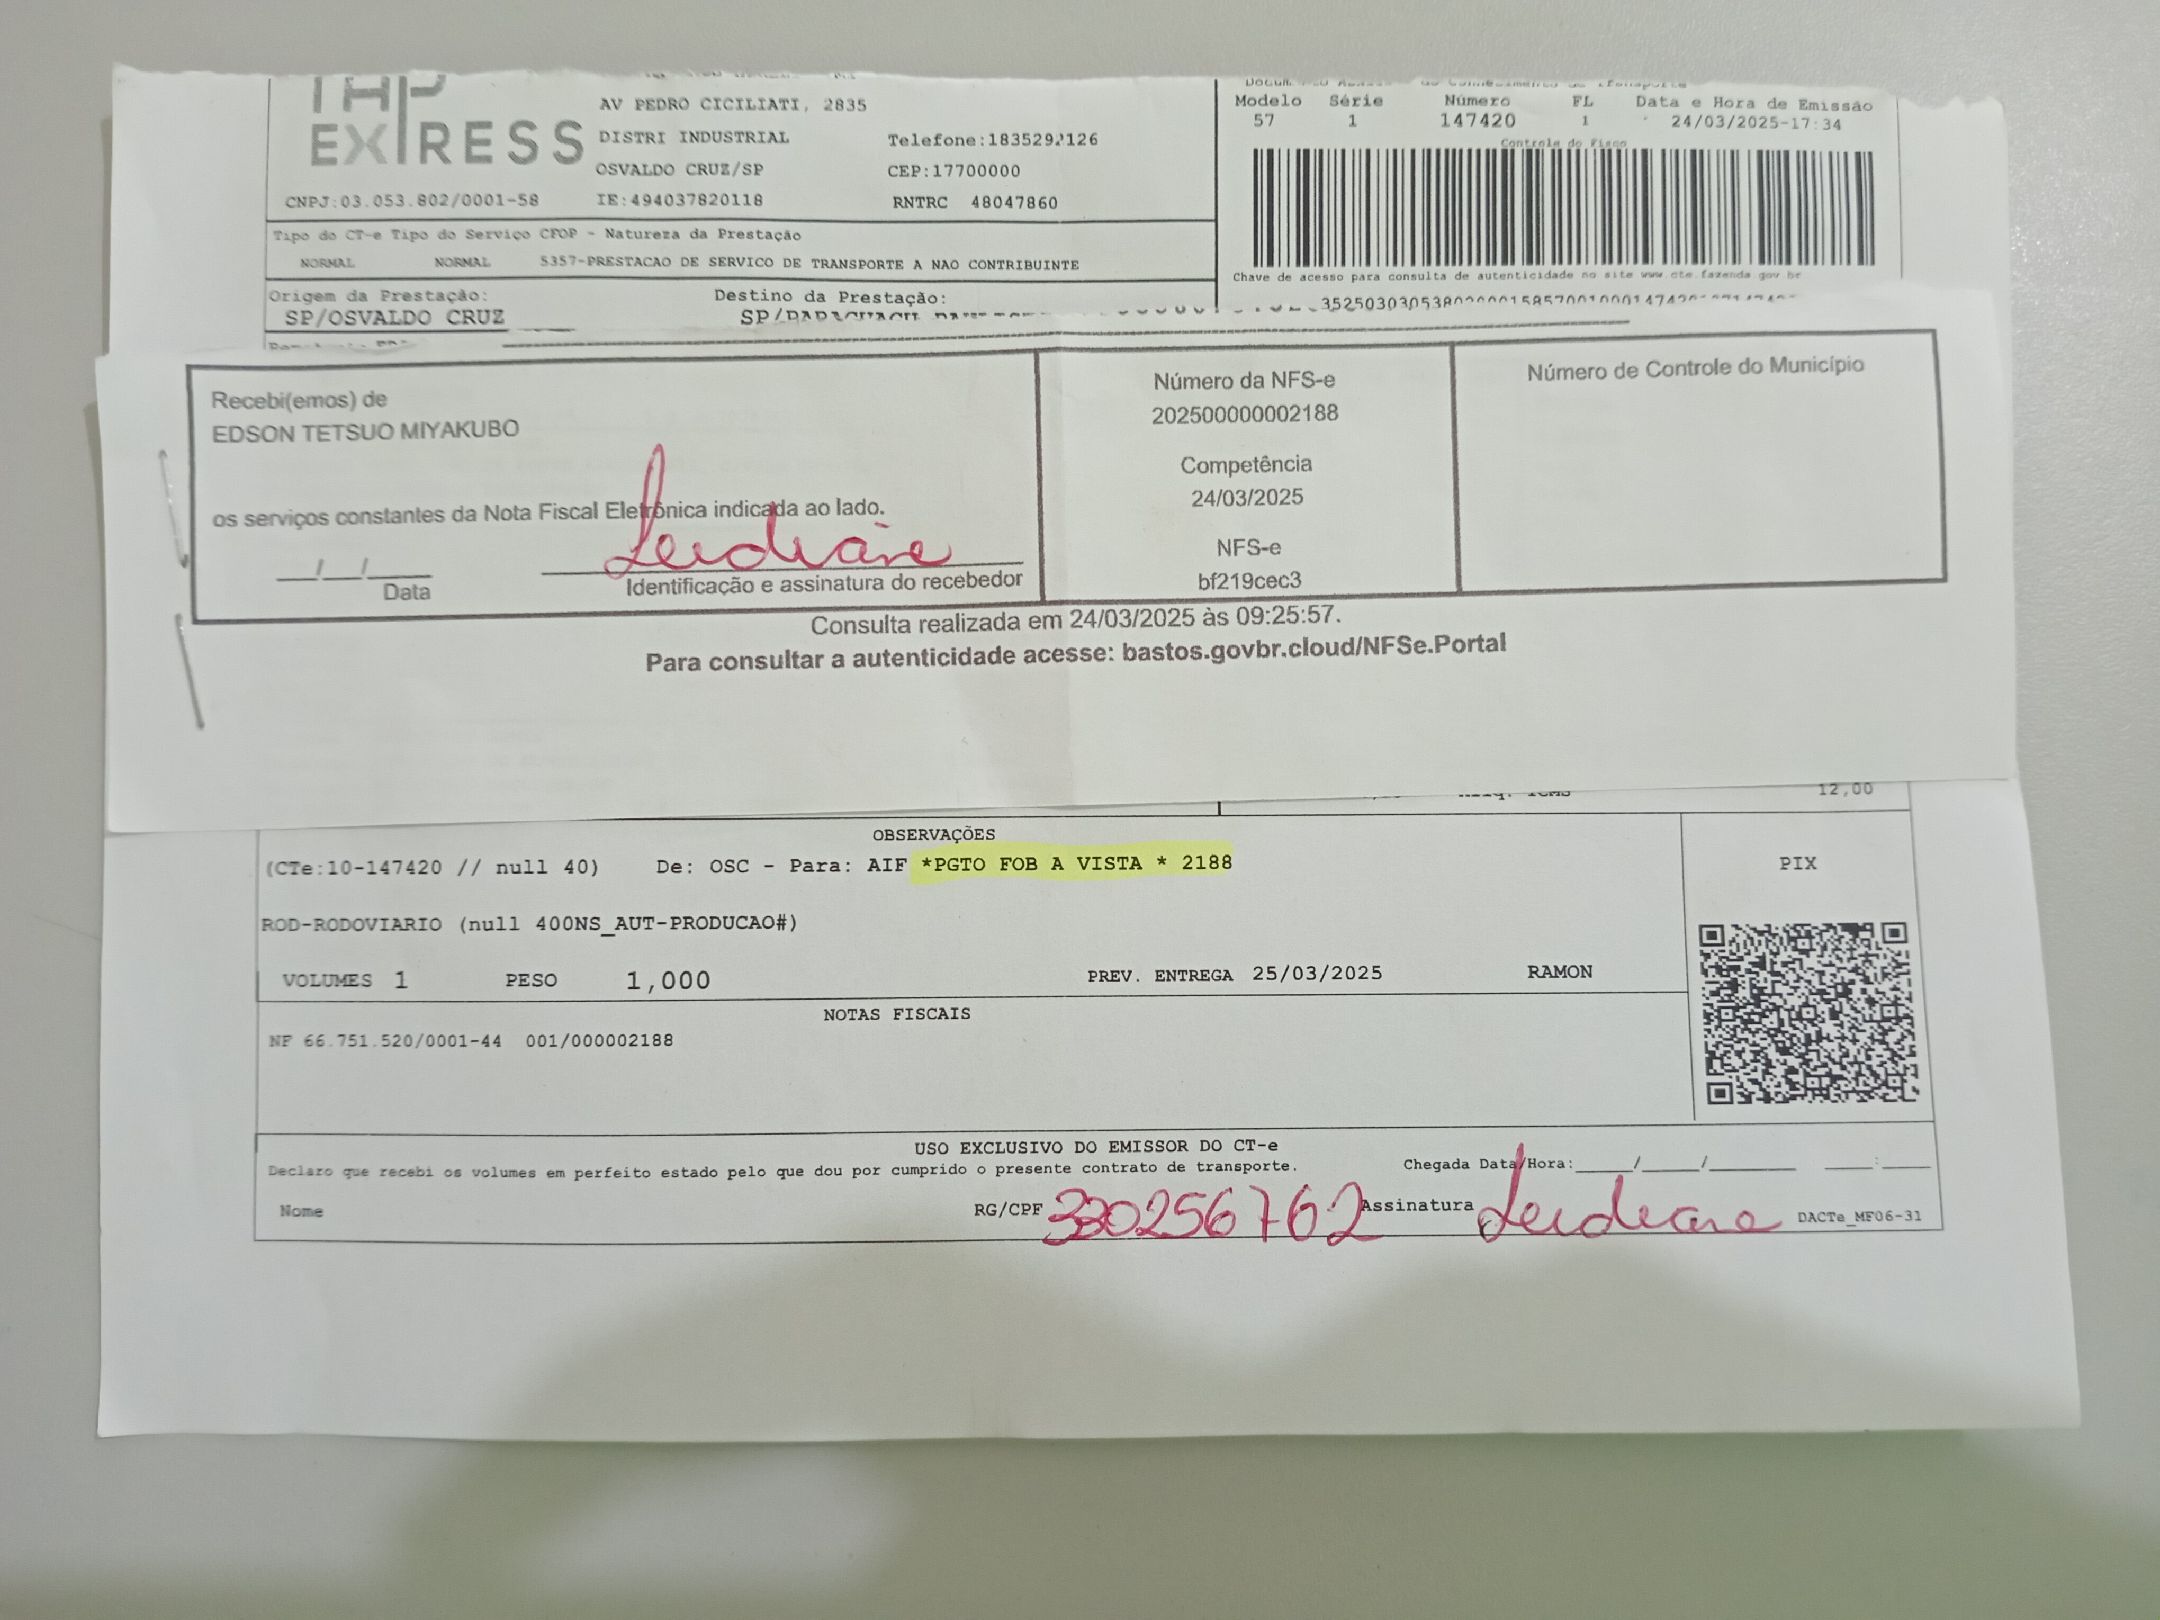 EXPRESS
AV PEDRO CICILIATI, 2835
DISTRI INDUSTRIAL
Telefone:1835292126
OSVALDO CRUZ/SP
CEP:17700000
CNPJ:03.053.802/0001-58
IE:494037820118
RNTRC 48047860
Modelo Série Número FL Data e Hora de Emissão
57 1 147420 1 24/03/2025-17:34
Controle do Fisco
Tipo do CT-e Tipo do Serviço CFOP - Natureza da Prestação
NORMAL NORMAL 5357-PRESTACAO DE SERVICO DE TRANSPORTE A NAO CONTRIBUINTE
Chave de acesso para consulta de autenticidade no site www.cte.fazenda.gov.br
Origem da Prestação:
SP/OSVALDO CRUZ
Destino da Prestação:
Recebi(emos) de
EDSON TETSUO MIYAKUBO
os serviços constantes da Nota Fiscal Eletrônica indicada ao lado.
Leidiane
__/__/____
Data
Identificação e assinatura do recebedor
Número da NFS-e
202500000002188
Competência
24/03/2025
NFS-e
bf219cec3
Número de Controle do Município
Consulta realizada em 24/03/2025 às 09:25:57.
Para consultar a autenticidade acesse: bastos.govbr.cloud/NFSe.Portal
12,00
OBSERVAÇÕES
(CTe:10-147420 // null 40) De: OSC - Para: AIF *PGTO FOB A VISTA * 2188
ROD-RODOVIARIO (null 400NS_AUT-PRODUCAO#)
VOLUMES 1 PESO 1,000 PREV. ENTREGA 25/03/2025 RAMON
PIX
NOTAS FISCAIS
NF 66.751.520/0001-44 001/000002188
USO EXCLUSIVO DO EMISSOR DO CT-e
Declaro que recebi os volumes em perfeito estado pelo que dou por cumprido o presente contrato de transporte.
Chegada Data/Hora:_____/_____/________ ____:____
Nome
RG/CPF 330256762
Assinatura Leidiane
DACTe_MF06-31